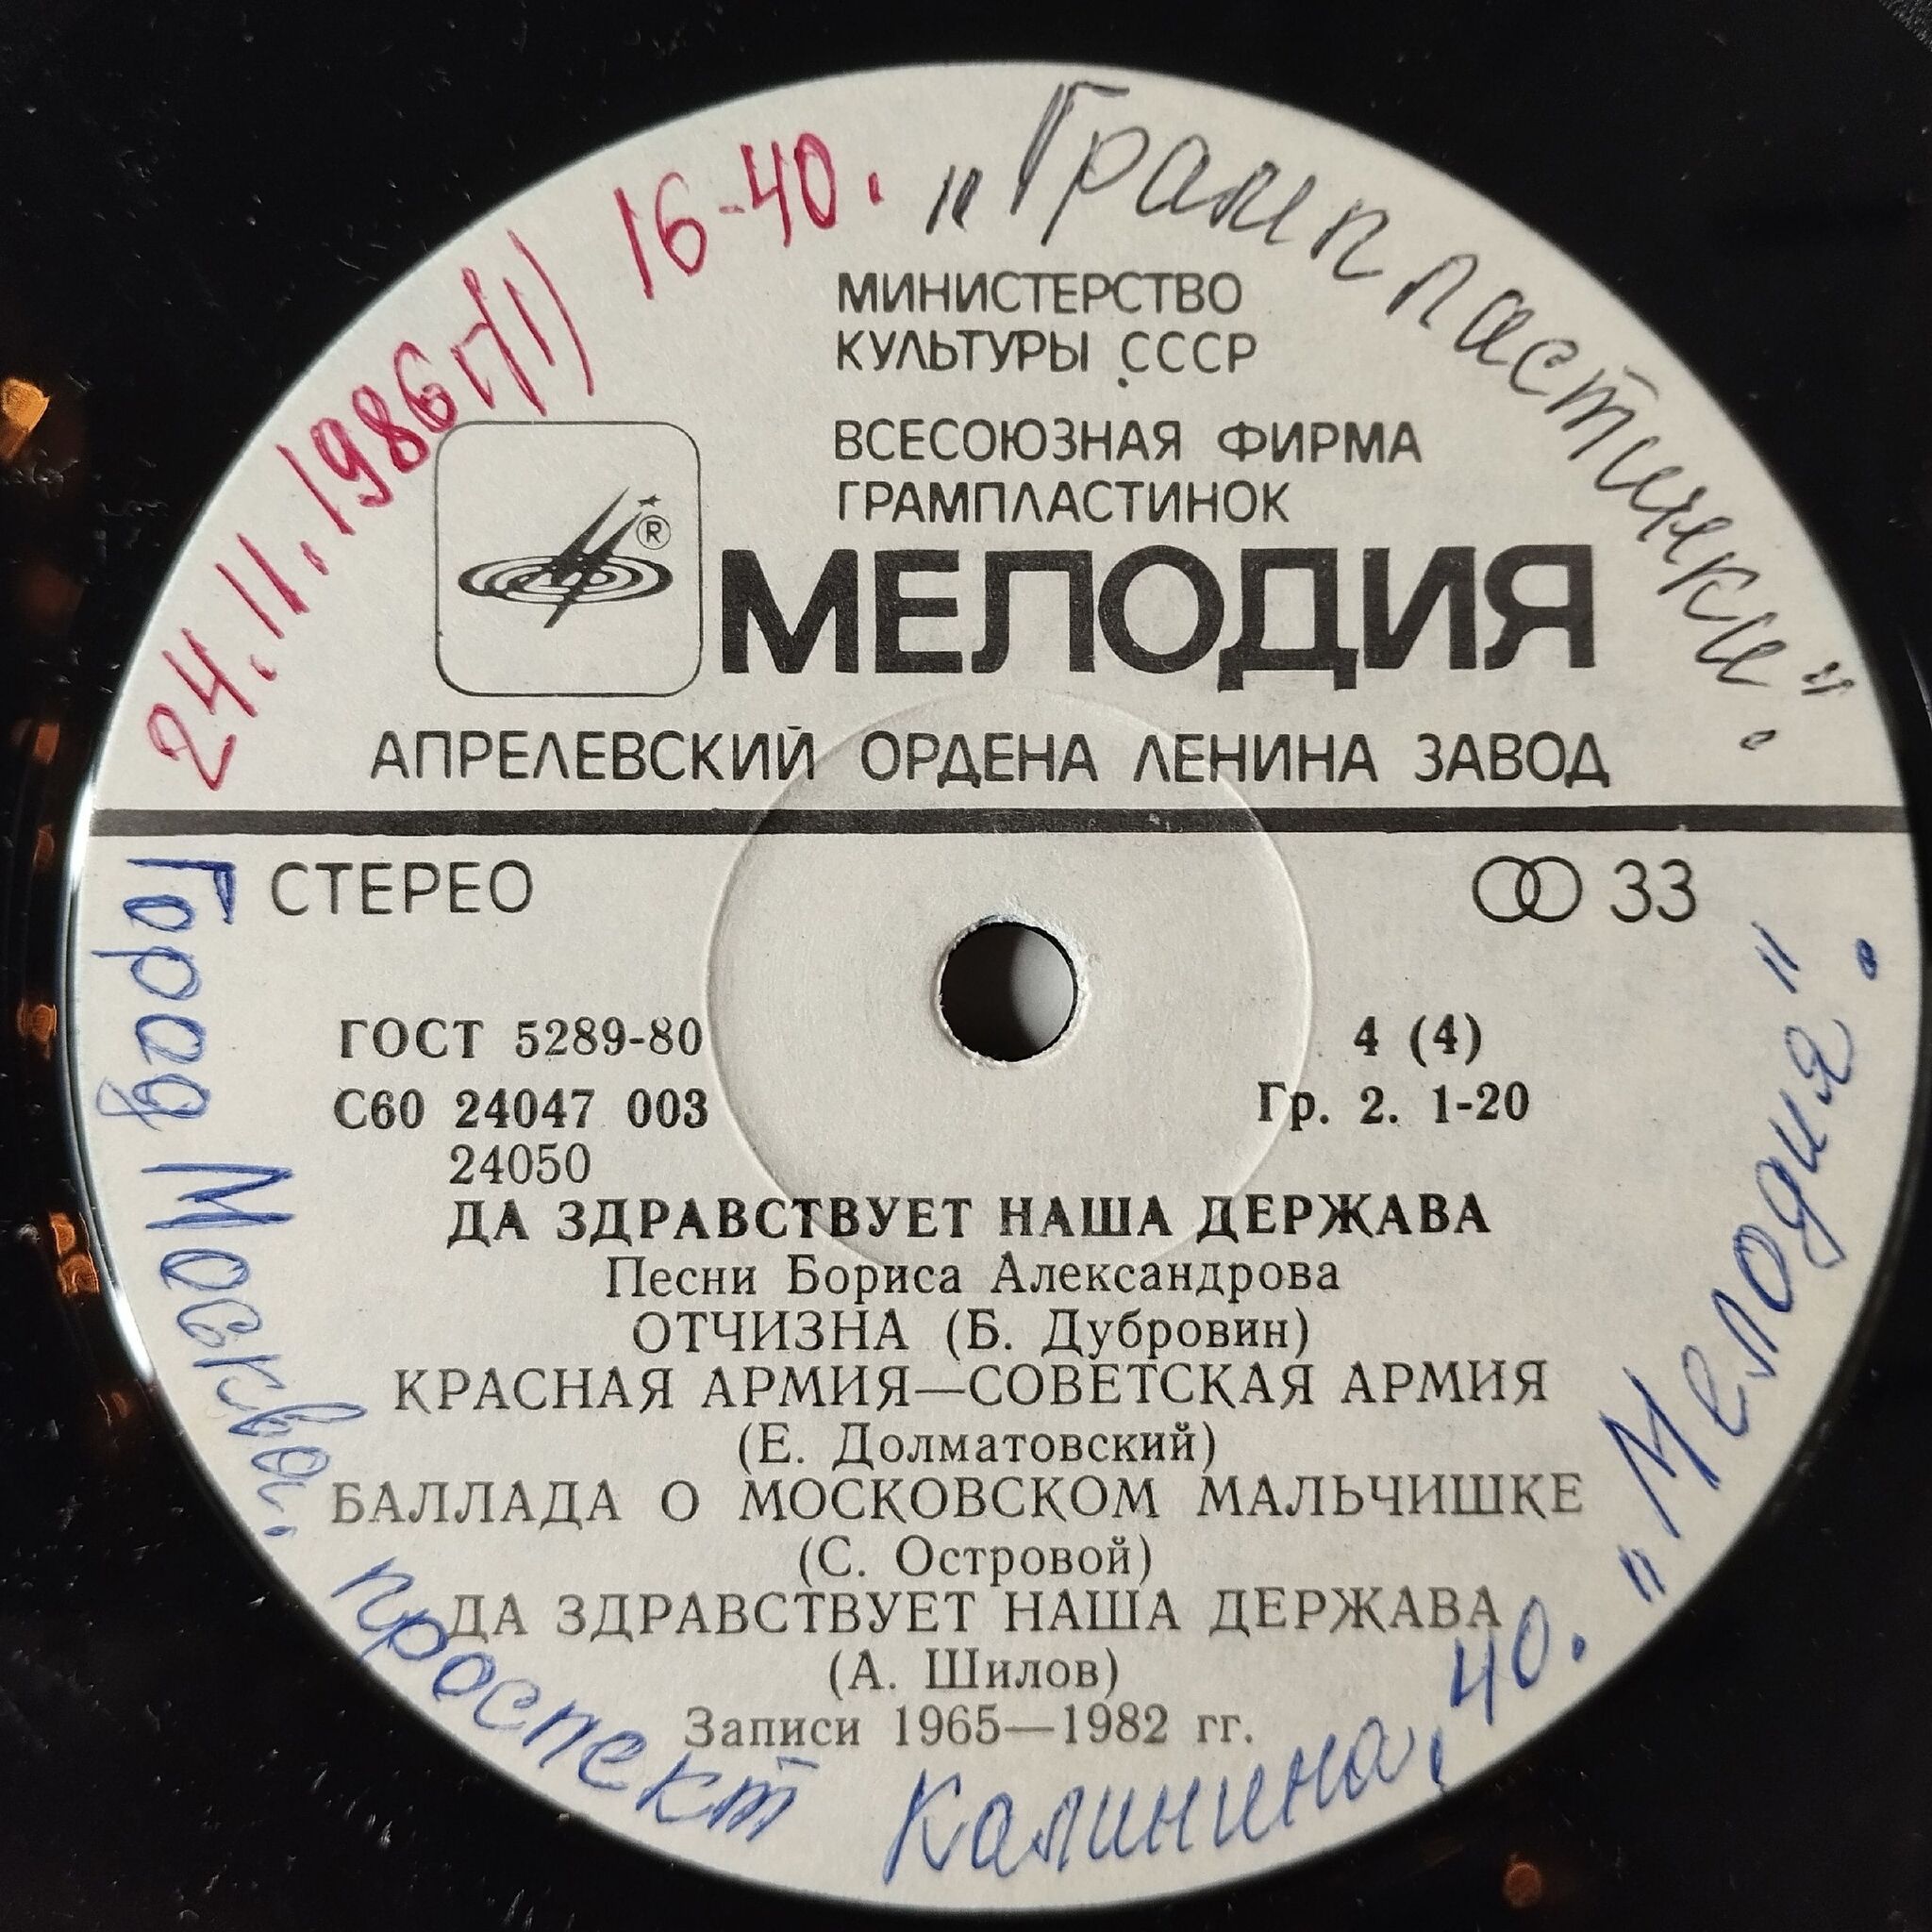 24.11.1986г(1) 16-40.
„Грампластинки".
МИНИСТЕРСТВО
КУЛЬТУРЫ СССР
ВСЕСОЮЗНАЯ ФИРМА
ГРАМПЛАСТИНОК
®
МЕЛОДИЯ
АПРЕЛЕВСКИЙ ОРДЕНА ЛЕНИНА ЗАВОД
СТЕРЕО
33
ГОСТ 5289-80
4 (4)
С60 24047 003
Гр. 2. 1-20
24050
ДА ЗДРАВСТВУЕТ НАША ДЕРЖАВА
Песни Бориса Александрова
ОТЧИЗНА (Б. Дубровин)
КРАСНАЯ АРМИЯ—СОВЕТСКАЯ АРМИЯ
(Е. Долматовский)
БАЛЛАДА О МОСКОВСКОМ МАЛЬЧИШКЕ
(С. Островой)
ДА ЗДРАВСТВУЕТ НАША ДЕРЖАВА
(А. Шилов)
Записи 1965—1982 гг.
Город Москва. проспект Калинина, 40. „Мелодия".